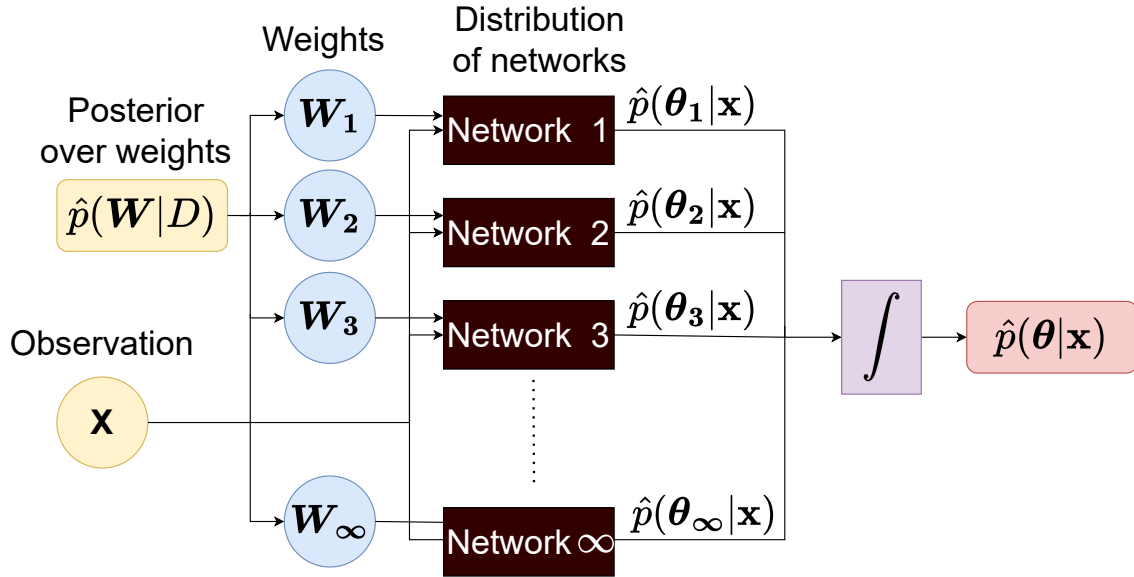 Weights
Distribution
of networks
Posterior
over weights
p̂(W|D)
W₁
Network 1
p̂(θ₁|x)
W₂
Network 2
p̂(θ₂|x)
W₃
Network 3
p̂(θ₃|x)
∫
p̂(θ|x)
Observation
x
W∞
Network ∞
p̂(θ∞|x)